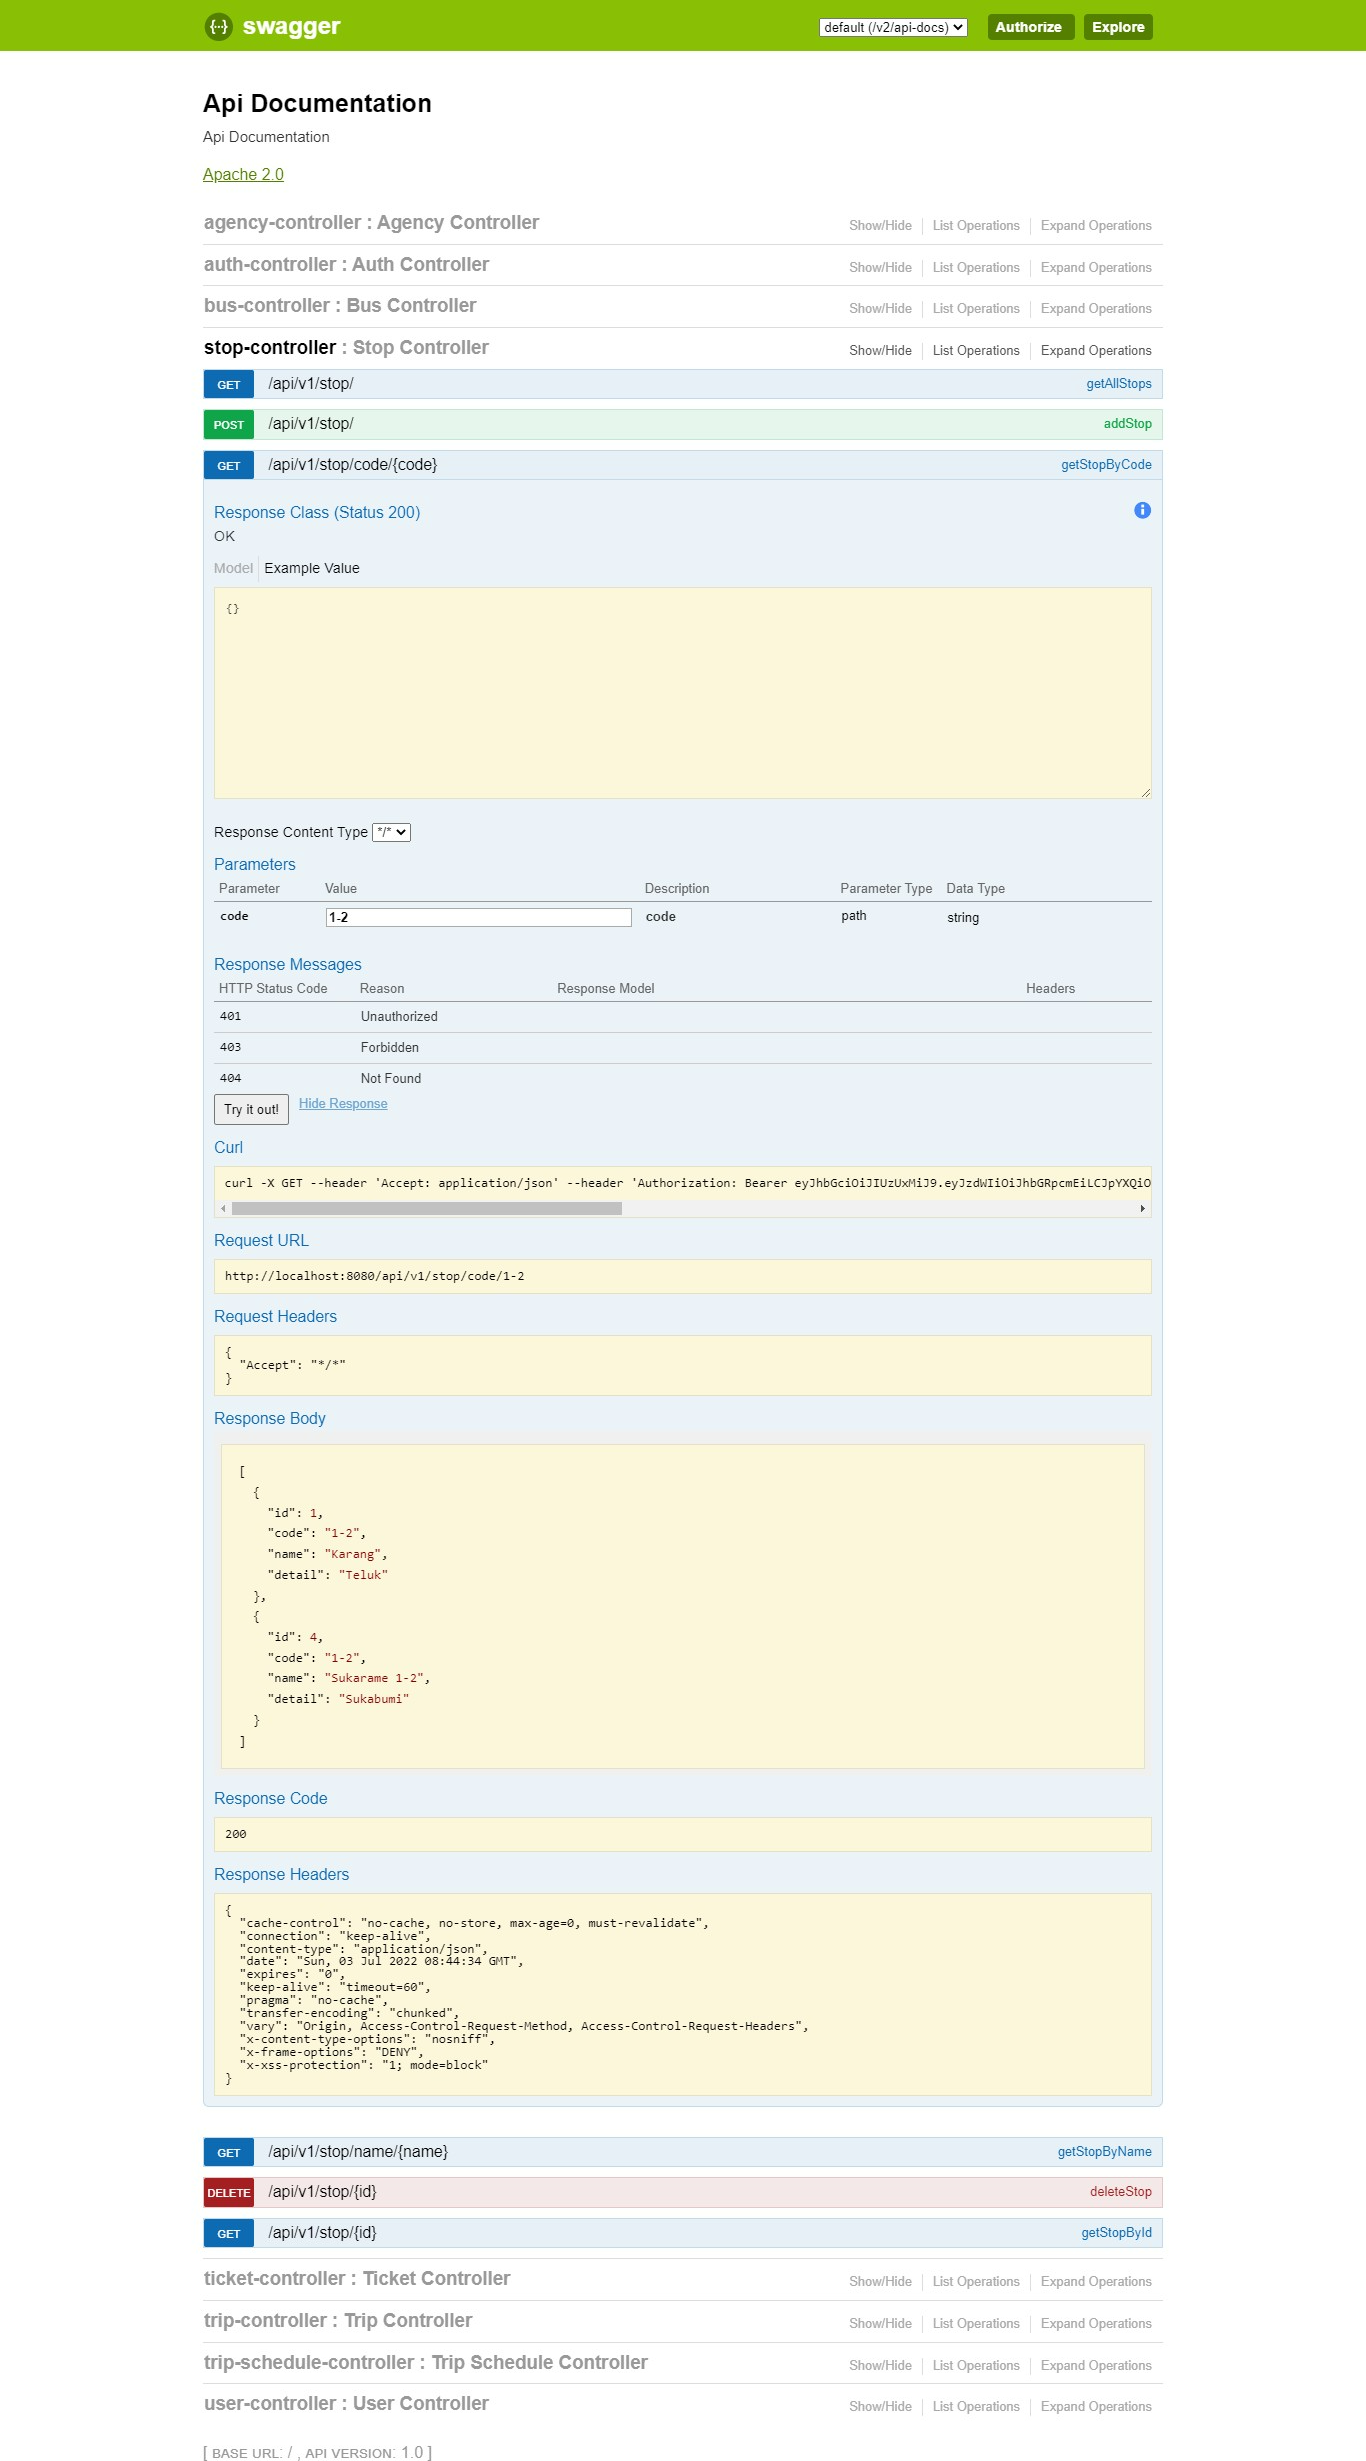 swagger
default (/v2/api-docs)
Authorize
Explore
Api Documentation
Api Documentation
Apache 2.0
agency-controller : Agency Controller
Show/Hide
List Operations
Expand Operations
auth-controller : Auth Controller
Show/Hide
List Operations
Expand Operations
bus-controller : Bus Controller
Show/Hide
List Operations
Expand Operations
stop-controller : Stop Controller
Show/Hide
List Operations
Expand Operations
GET /api/v1/stop/ getAllStops
POST /api/v1/stop/ addStop
GET /api/v1/stop/code/{code} getStopByCode
Response Class (Status 200)
OK
Model Example Value
{}
Response Content Type */*
Parameters
Parameter Value Description Parameter Type Data Type
code 1-2 code path string
Response Messages
HTTP Status Code Reason Response Model Headers
401 Unauthorized
403 Forbidden
404 Not Found
Try it out! Hide Response
Curl
curl -X GET --header 'Accept: application/json' --header 'Authorization: Bearer eyJhbGciOiJIUzUxMiJ9.eyJzdWIiOiJhbGRpcmEiLCJpYXQiO
Request URL
http://localhost:8080/api/v1/stop/code/1-2
Request Headers
{
"Accept": "*/*"
}
Response Body
[
{
"id": 1,
"code": "1-2",
"name": "Karang",
"detail": "Teluk"
},
{
"id": 4,
"code": "1-2",
"name": "Sukarame 1-2",
"detail": "Sukabumi"
}
]
Response Code
200
Response Headers
{
"cache-control": "no-cache, no-store, max-age=0, must-revalidate",
"connection": "keep-alive",
"content-type": "application/json",
"date": "Sun, 03 Jul 2022 08:44:34 GMT",
"expires": "0",
"keep-alive": "timeout=60",
"pragma": "no-cache",
"transfer-encoding": "chunked",
"vary": "Origin, Access-Control-Request-Method, Access-Control-Request-Headers",
"x-content-type-options": "nosniff",
"x-frame-options": "DENY",
"x-xss-protection": "1; mode=block"
}
GET /api/v1/stop/name/{name} getStopByName
DELETE /api/v1/stop/{id} deleteStop
GET /api/v1/stop/{id} getStopById
ticket-controller : Ticket Controller
Show/Hide
List Operations
Expand Operations
trip-controller : Trip Controller
Show/Hide
List Operations
Expand Operations
trip-schedule-controller : Trip Schedule Controller
Show/Hide
List Operations
Expand Operations
user-controller : User Controller
Show/Hide
List Operations
Expand Operations
[ BASE URL: / , API VERSION: 1.0 ]